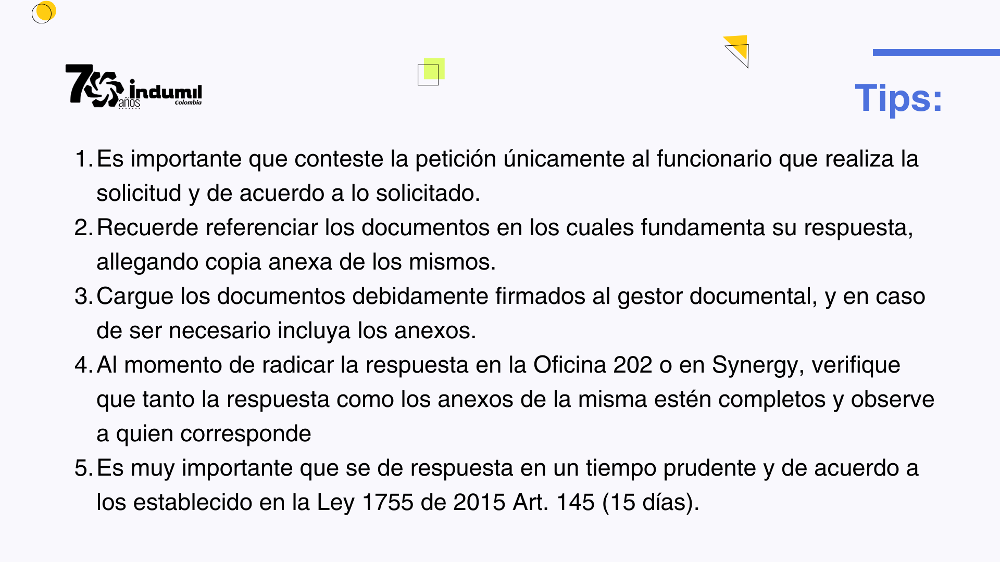 70 años indumil
Colombia
Tips:
1. Es importante que conteste la petición únicamente al funcionario que realiza la
solicitud y de acuerdo a lo solicitado.
2. Recuerde referenciar los documentos en los cuales fundamenta su respuesta,
allegando copia anexa de los mismos.
3. Cargue los documentos debidamente firmados al gestor documental, y en caso
de ser necesario incluya los anexos.
4. Al momento de radicar la respuesta en la Oficina 202 o en Synergy, verifique
que tanto la respuesta como los anexos de la misma estén completos y observe
a quien corresponde
5. Es muy importante que se de respuesta en un tiempo prudente y de acuerdo a
los establecido en la Ley 1755 de 2015 Art. 145 (15 días).